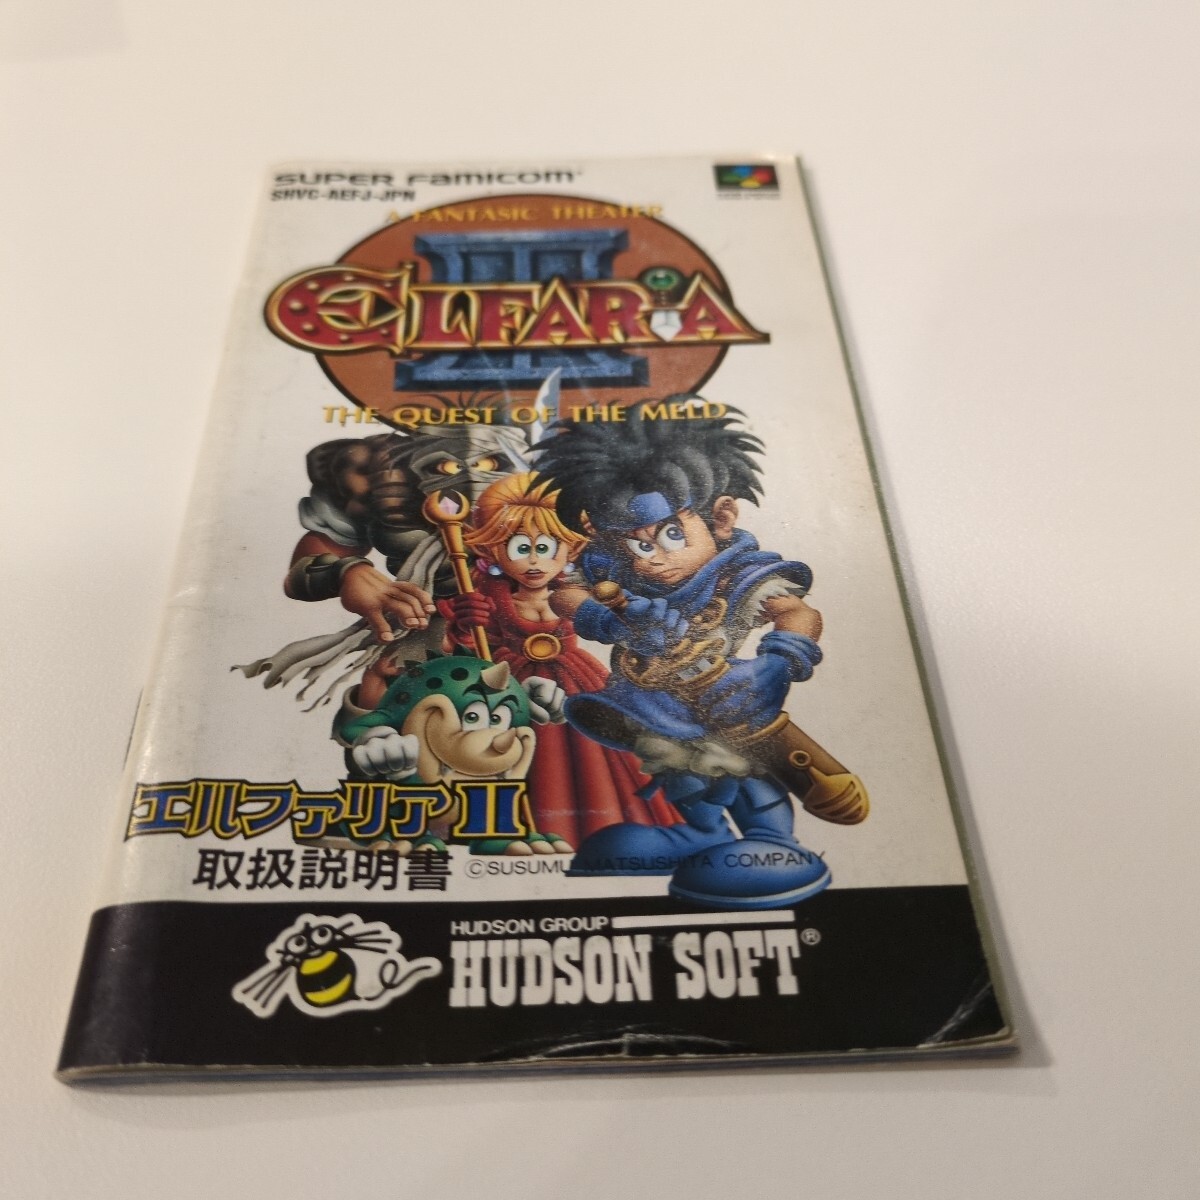 SUPER FAMICOM
SHVC-AEFJ-JPN
A FANTASIC THEATER
II
ELFARIA
THE QUEST OF THE MELD
エルファリアII
取扱説明書
©SUSUMU MATSUSHITA COMPANY
HUDSON GROUP
HUDSON SOFT®